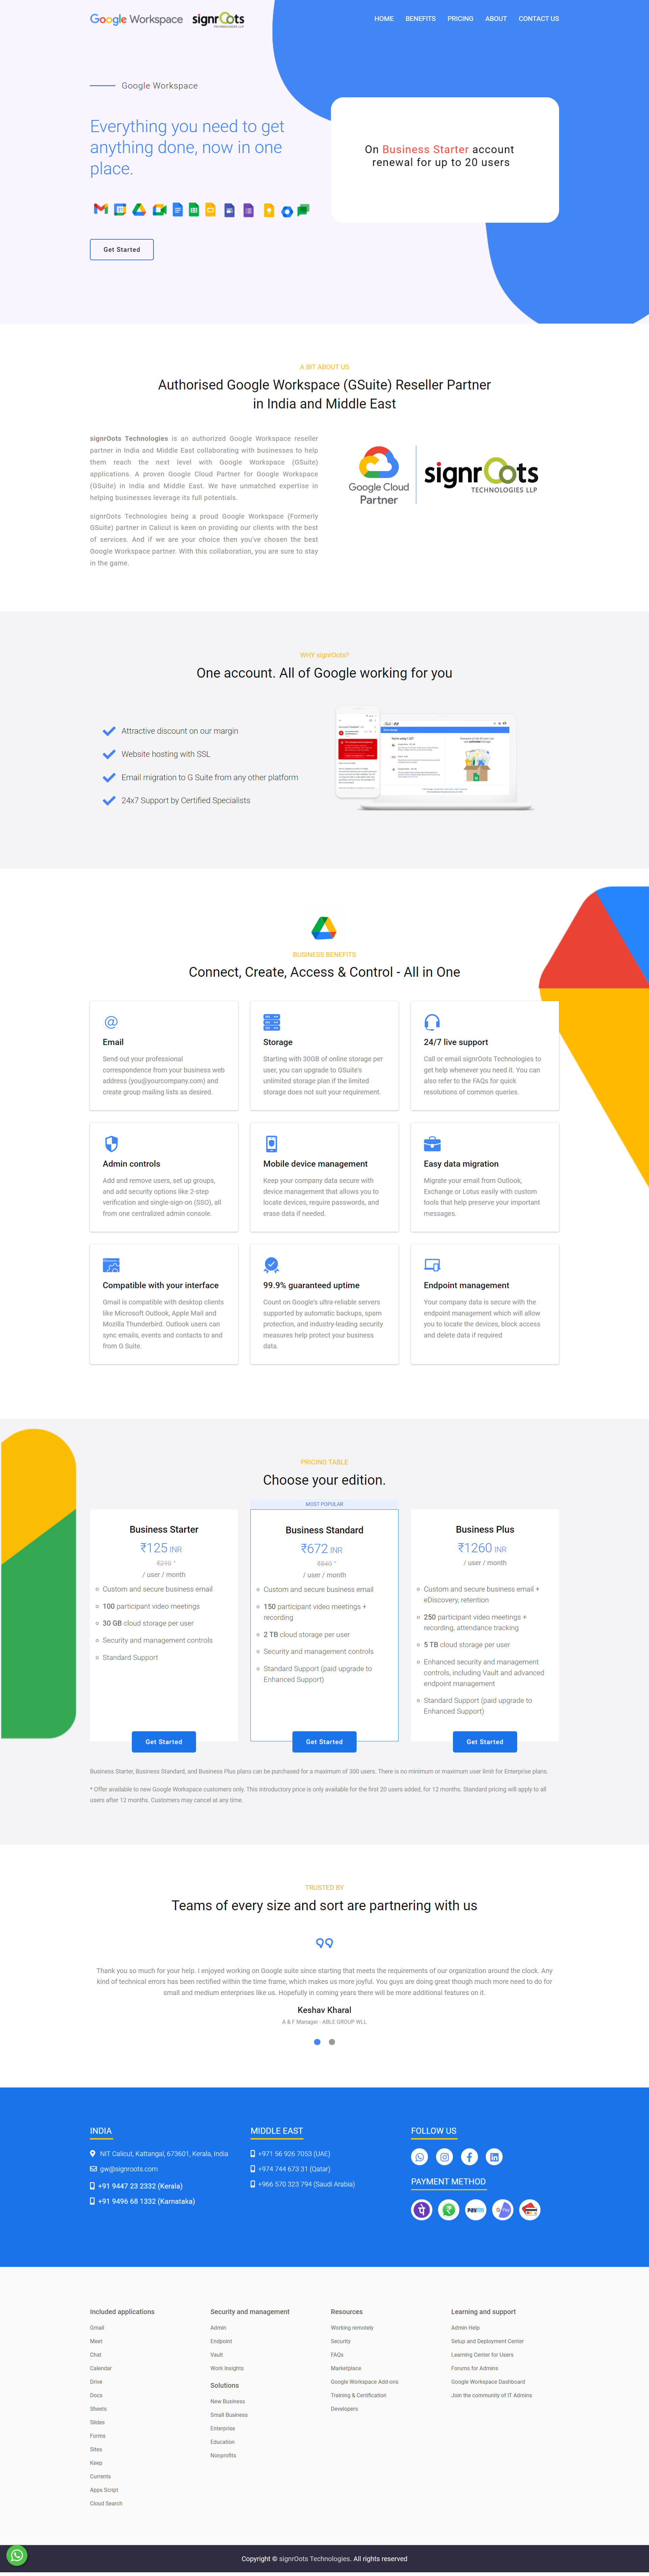 Google Workspace signrOots
TECHNOLOGIES LLP
HOME BENEFITS PRICING ABOUT CONTACT US
Google Workspace
Everything you need to get
anything done, now in one
place.
On Business Starter account
renewal for up to 20 users
Get Started
A BIT ABOUT US
Authorised Google Workspace (GSuite) Reseller Partner
in India and Middle East
signrOots Technologies is an authorized Google Workspace reseller
partner in India and Middle East collaborating with businesses to help
them reach the next level with Google Workspace (GSuite)
applications. A proven Google Cloud Partner for Google Workspace
(GSuite) in India and Middle East. We have unmatched expertise in
helping businesses leverage its full potentials.
signrOots Technologies being a proud Google Workspace (Formerly
GSuite) partner in Calicut is keen on providing our clients with the best
of services. And if we are your choice then you've chosen the best
Google Workspace partner. With this collaboration, you are sure to stay
in the game.
Google Cloud
Partner
signrOots
TECHNOLOGIES LLP
WHY signrOots?
One account. All of Google working for you
Attractive discount on our margin
Website hosting with SSL
Email migration to G Suite from any other platform
24x7 Support by Certified Specialists
BUSINESS BENEFITS
Connect, Create, Access & Control - All in One
Email
Send out your professional
correspondence from your business web
address (you@yourcompany.com) and
create group mailing lists as desired.
Storage
Starting with 30GB of online storage per
user, you can upgrade to GSuite's
unlimited storage plan if the limited
storage does not suit your requirement.
24/7 live support
Call or email signrOots Technologies to
get help whenever you need it. You can
also refer to the FAQs for quick
resolutions of common queries.
Admin controls
Add and remove users, set up groups,
and add security options like 2-step
verification and single-sign-on (SSO), all
from one centralized admin console.
Mobile device management
Keep your company data secure with
device management that allows you to
locate devices, require passwords, and
erase data if needed.
Easy data migration
Migrate your email from Outlook,
Exchange or Lotus easily with custom
tools that help preserve your important
messages.
Compatible with your interface
Gmail is compatible with desktop clients
like Microsoft Outlook, Apple Mail and
Mozilla Thunderbird. Outlook users can
sync emails, events and contacts to and
from G Suite.
99.9% guaranteed uptime
Count on Google's ultra-reliable servers
supported by automatic backups, spam
protection, and industry-leading security
measures help protect your business
data.
Endpoint management
Your company data is secure with the
endpoint management which will allow
you to locate the devices, block access
and delete data if required
PRICING TABLE
Choose your edition.
Business Starter
₹125 INR
₹210 *
/ user / month
Custom and secure business email
100 participant video meetings
30 GB cloud storage per user
Security and management controls
Standard Support
Get Started
MOST POPULAR
Business Standard
₹672 INR
₹840 *
/ user / month
Custom and secure business email
150 participant video meetings +
recording
2 TB cloud storage per user
Security and management controls
Standard Support (paid upgrade to
Enhanced Support)
Get Started
Business Plus
₹1260 INR
/ user / month
Custom and secure business email +
eDiscovery, retention
250 participant video meetings +
recording, attendance tracking
5 TB cloud storage per user
Enhanced security and management
controls, including Vault and advanced
endpoint management
Standard Support (paid upgrade to
Enhanced Support)
Get Started
Business Starter, Business Standard, and Business Plus plans can be purchased for a maximum of 300 users. There is no minimum or maximum user limit for Enterprise plans.
* Offer available to new Google Workspace customers only. This introductory price is only available for the first 20 users added, for 12 months. Standard pricing will apply to all
users after 12 months. Customers may cancel at any time.
TRUSTED BY
Teams of every size and sort are partnering with us
Thank you so much for your help. I enjoyed working on Google suite since starting that meets the requirements of our organization around the clock. Any
kind of technical errors has been rectified within the time frame, which makes us more joyful. You guys are doing great though much more need to do for
small and medium enterprises like us. Hopefully in coming years there will be more additional features on it.
Keshav Kharal
A & F Manager - ABLE GROUP WLL
INDIA
NIT Calicut, Kattangal, 673601, Kerala, India
gw@signroots.com
+91 9447 23 2332 (Kerala)
+91 9496 68 1332 (Karnataka)
MIDDLE EAST
+971 56 926 7053 (UAE)
+974 744 673 31 (Qatar)
+966 570 323 794 (Saudi Arabia)
FOLLOW US
PAYMENT METHOD
Paytm
Included applications
Gmail
Meet
Chat
Calendar
Drive
Docs
Sheets
Slides
Forms
Sites
Keep
Currents
Apps Script
Cloud Search
Security and management
Admin
Endpoint
Vault
Work Insights
Solutions
New Business
Small Business
Enterprise
Education
Nonprofits
Resources
Working remotely
Security
FAQs
Marketplace
Google Workspace Add-ons
Training & Certification
Developers
Learning and support
Admin Help
Setup and Deployment Center
Learning Center for Users
Forums for Admins
Google Workspace Dashboard
Join the community of IT Admins
Copyright © signrOots Technologies. All rights reserved